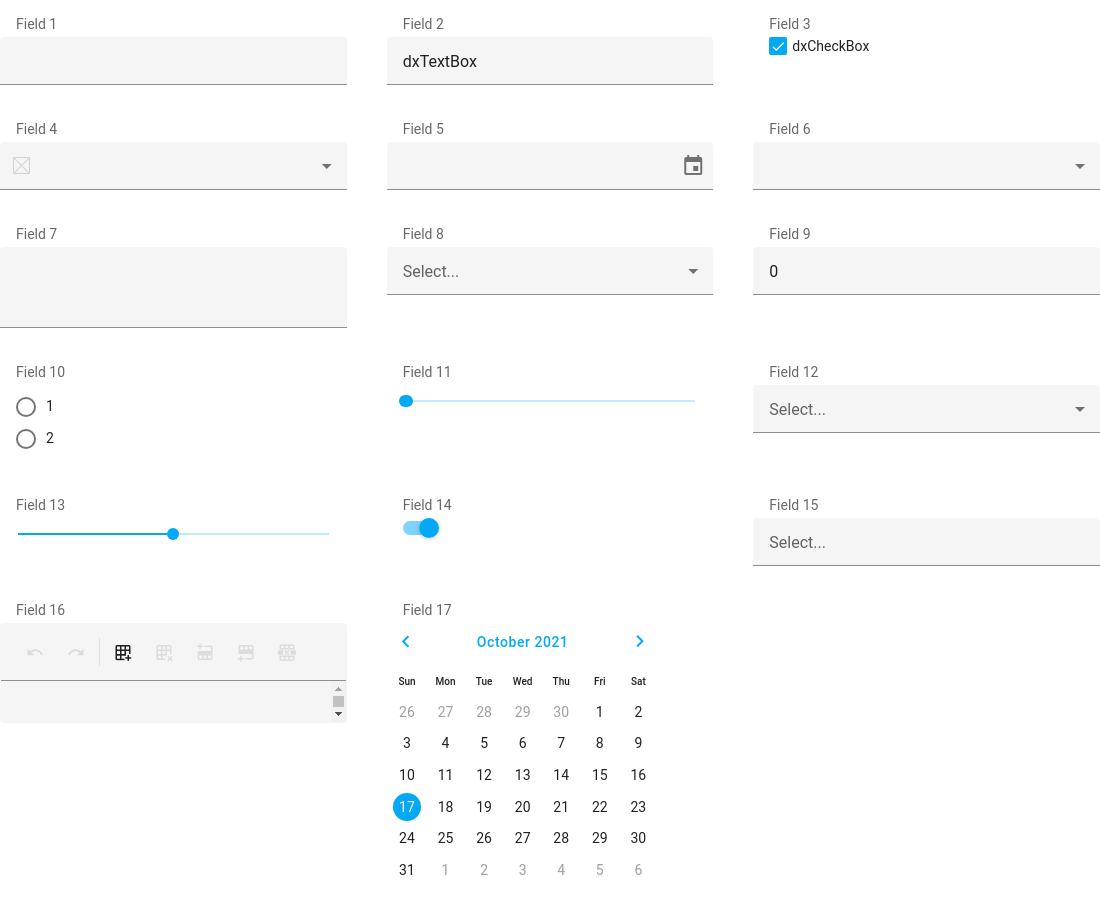 Field 1
Field 2
Field 3
dxTextBox
dxCheckBox
Field 4
Field 5
Field 6
Field 7
Field 8
Field 9
Select...
0
Field 10
Field 11
Field 12
1
2
Select...
Field 13
Field 14
Field 15
Select...
Field 16
Field 17
October 2021
Sun Mon Tue Wed Thu Fri Sat
26 27 28 29 30 1 2
3 4 5 6 7 8 9
10 11 12 13 14 15 16
17 18 19 20 21 22 23
24 25 26 27 28 29 30
31 1 2 3 4 5 6